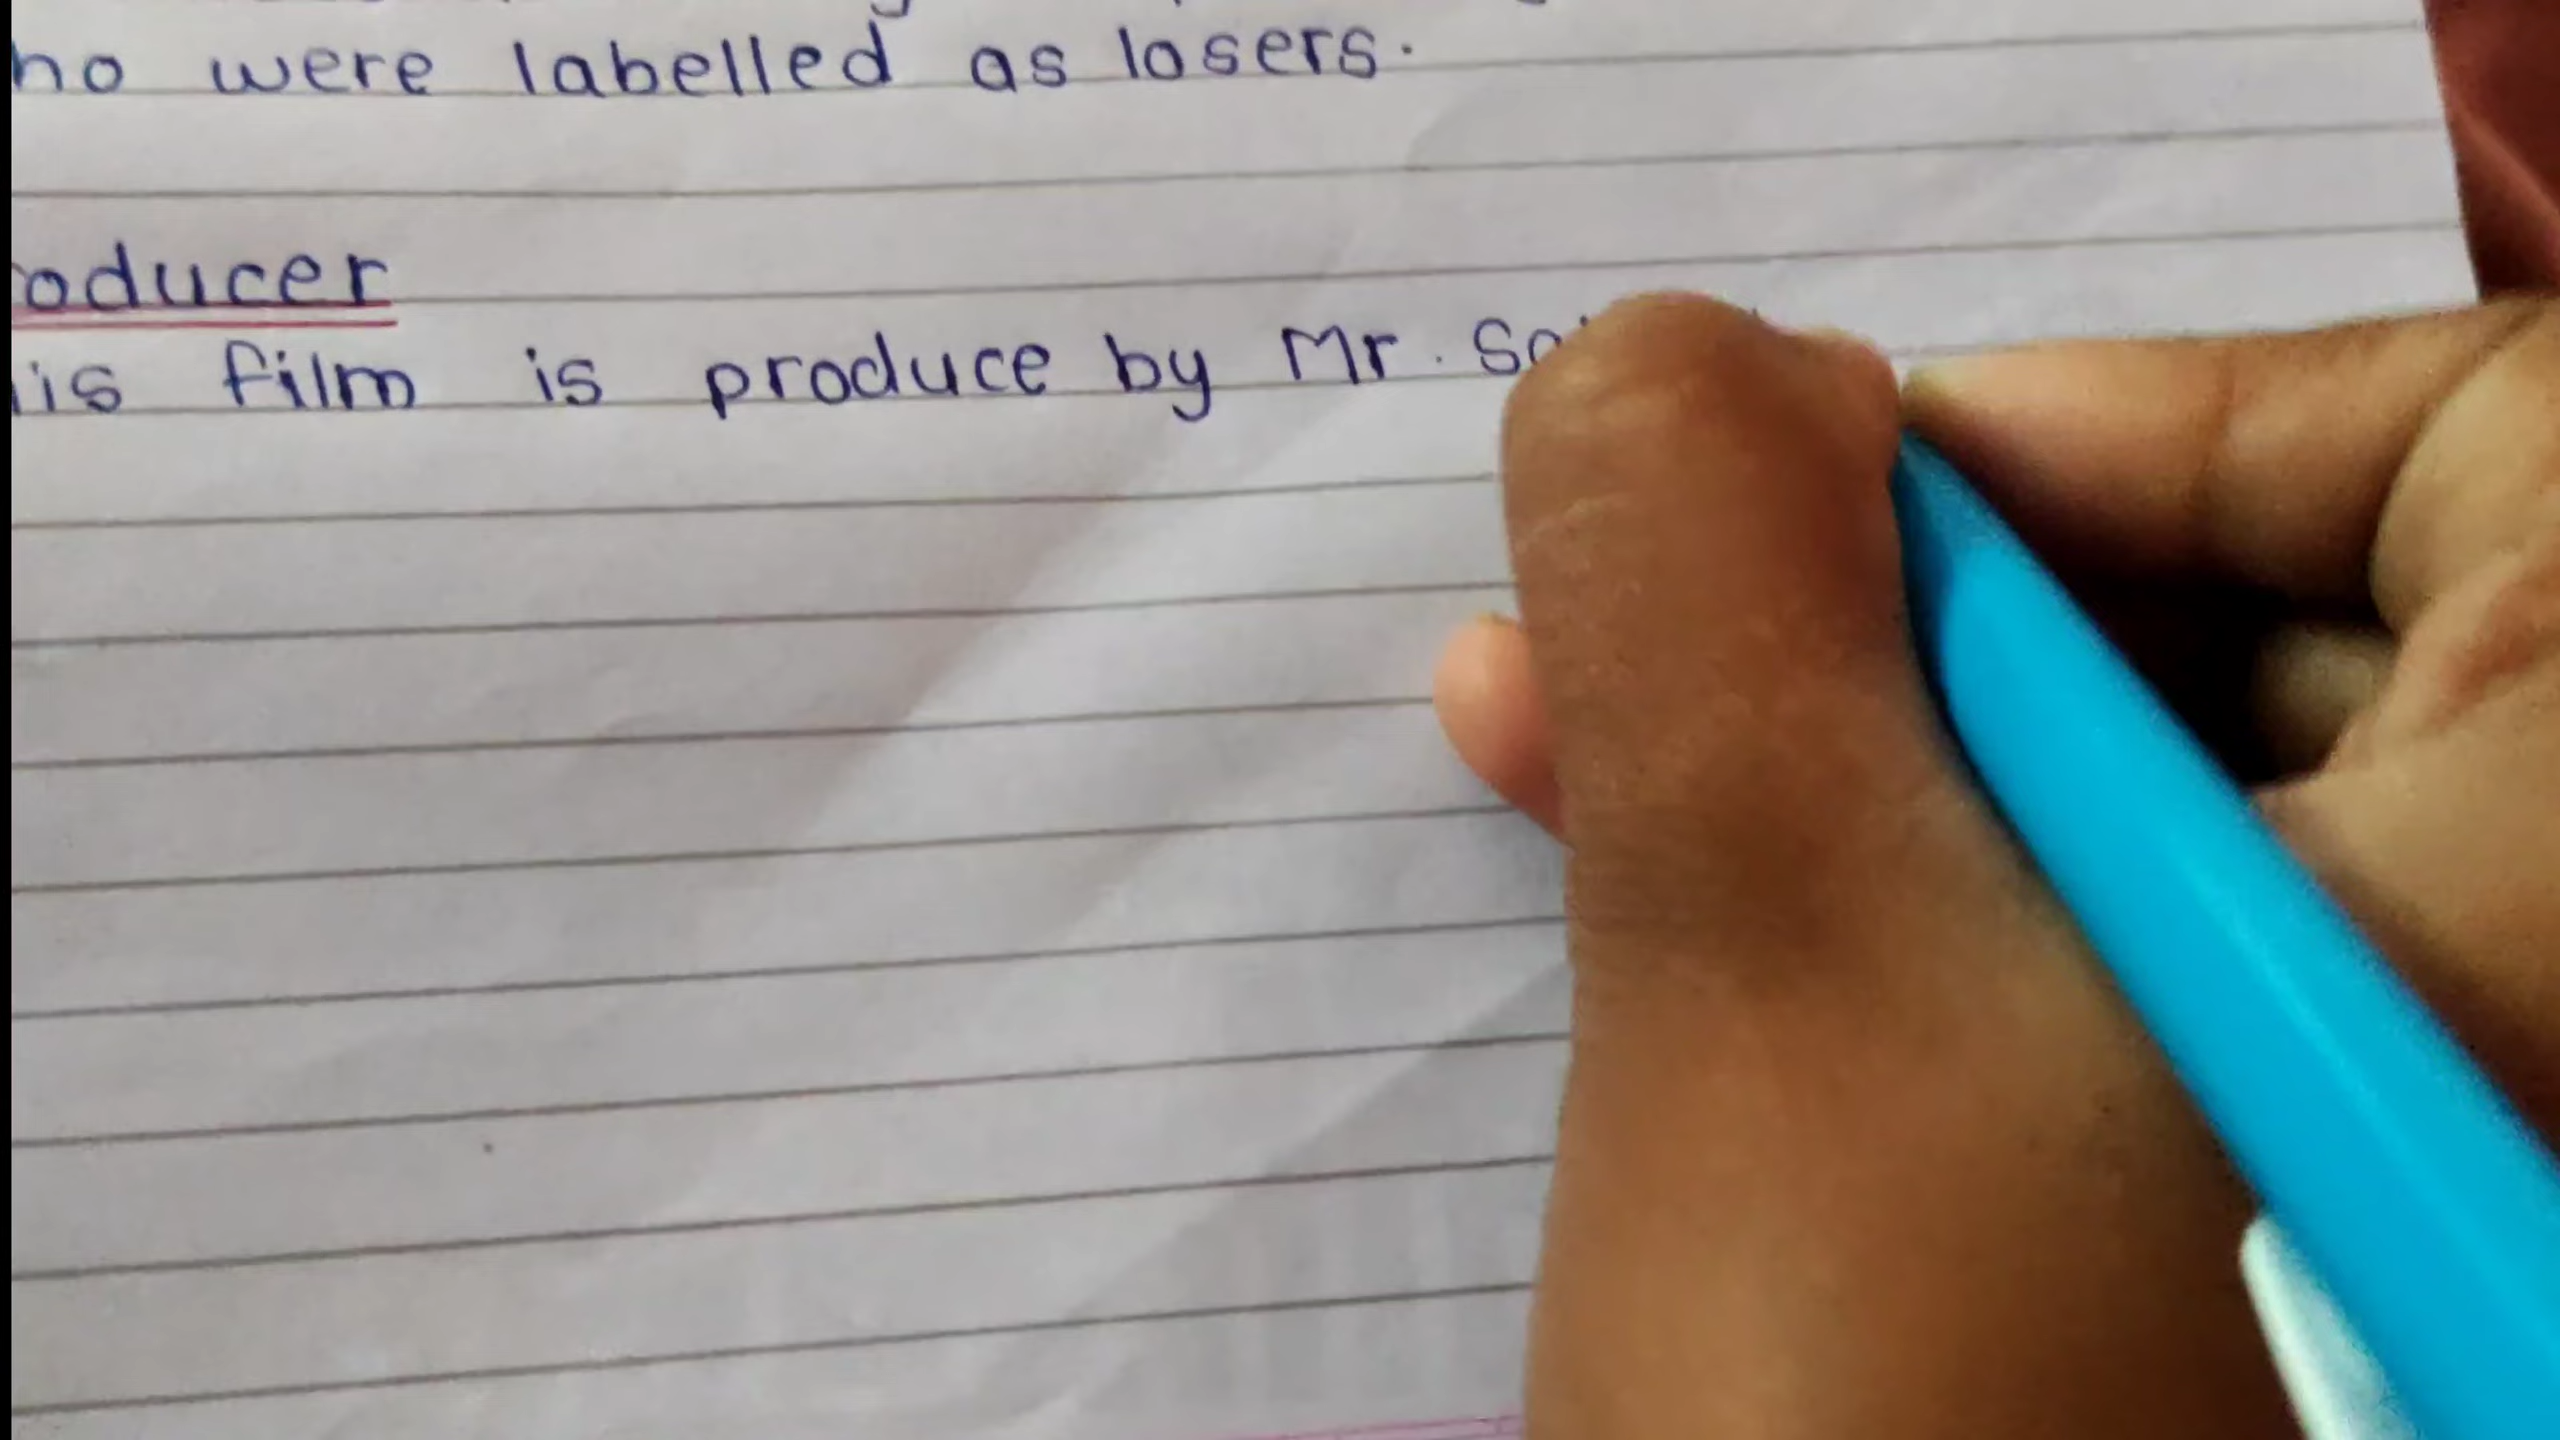 ho were labelled as losers.
oducer
is film is produce by Mr.